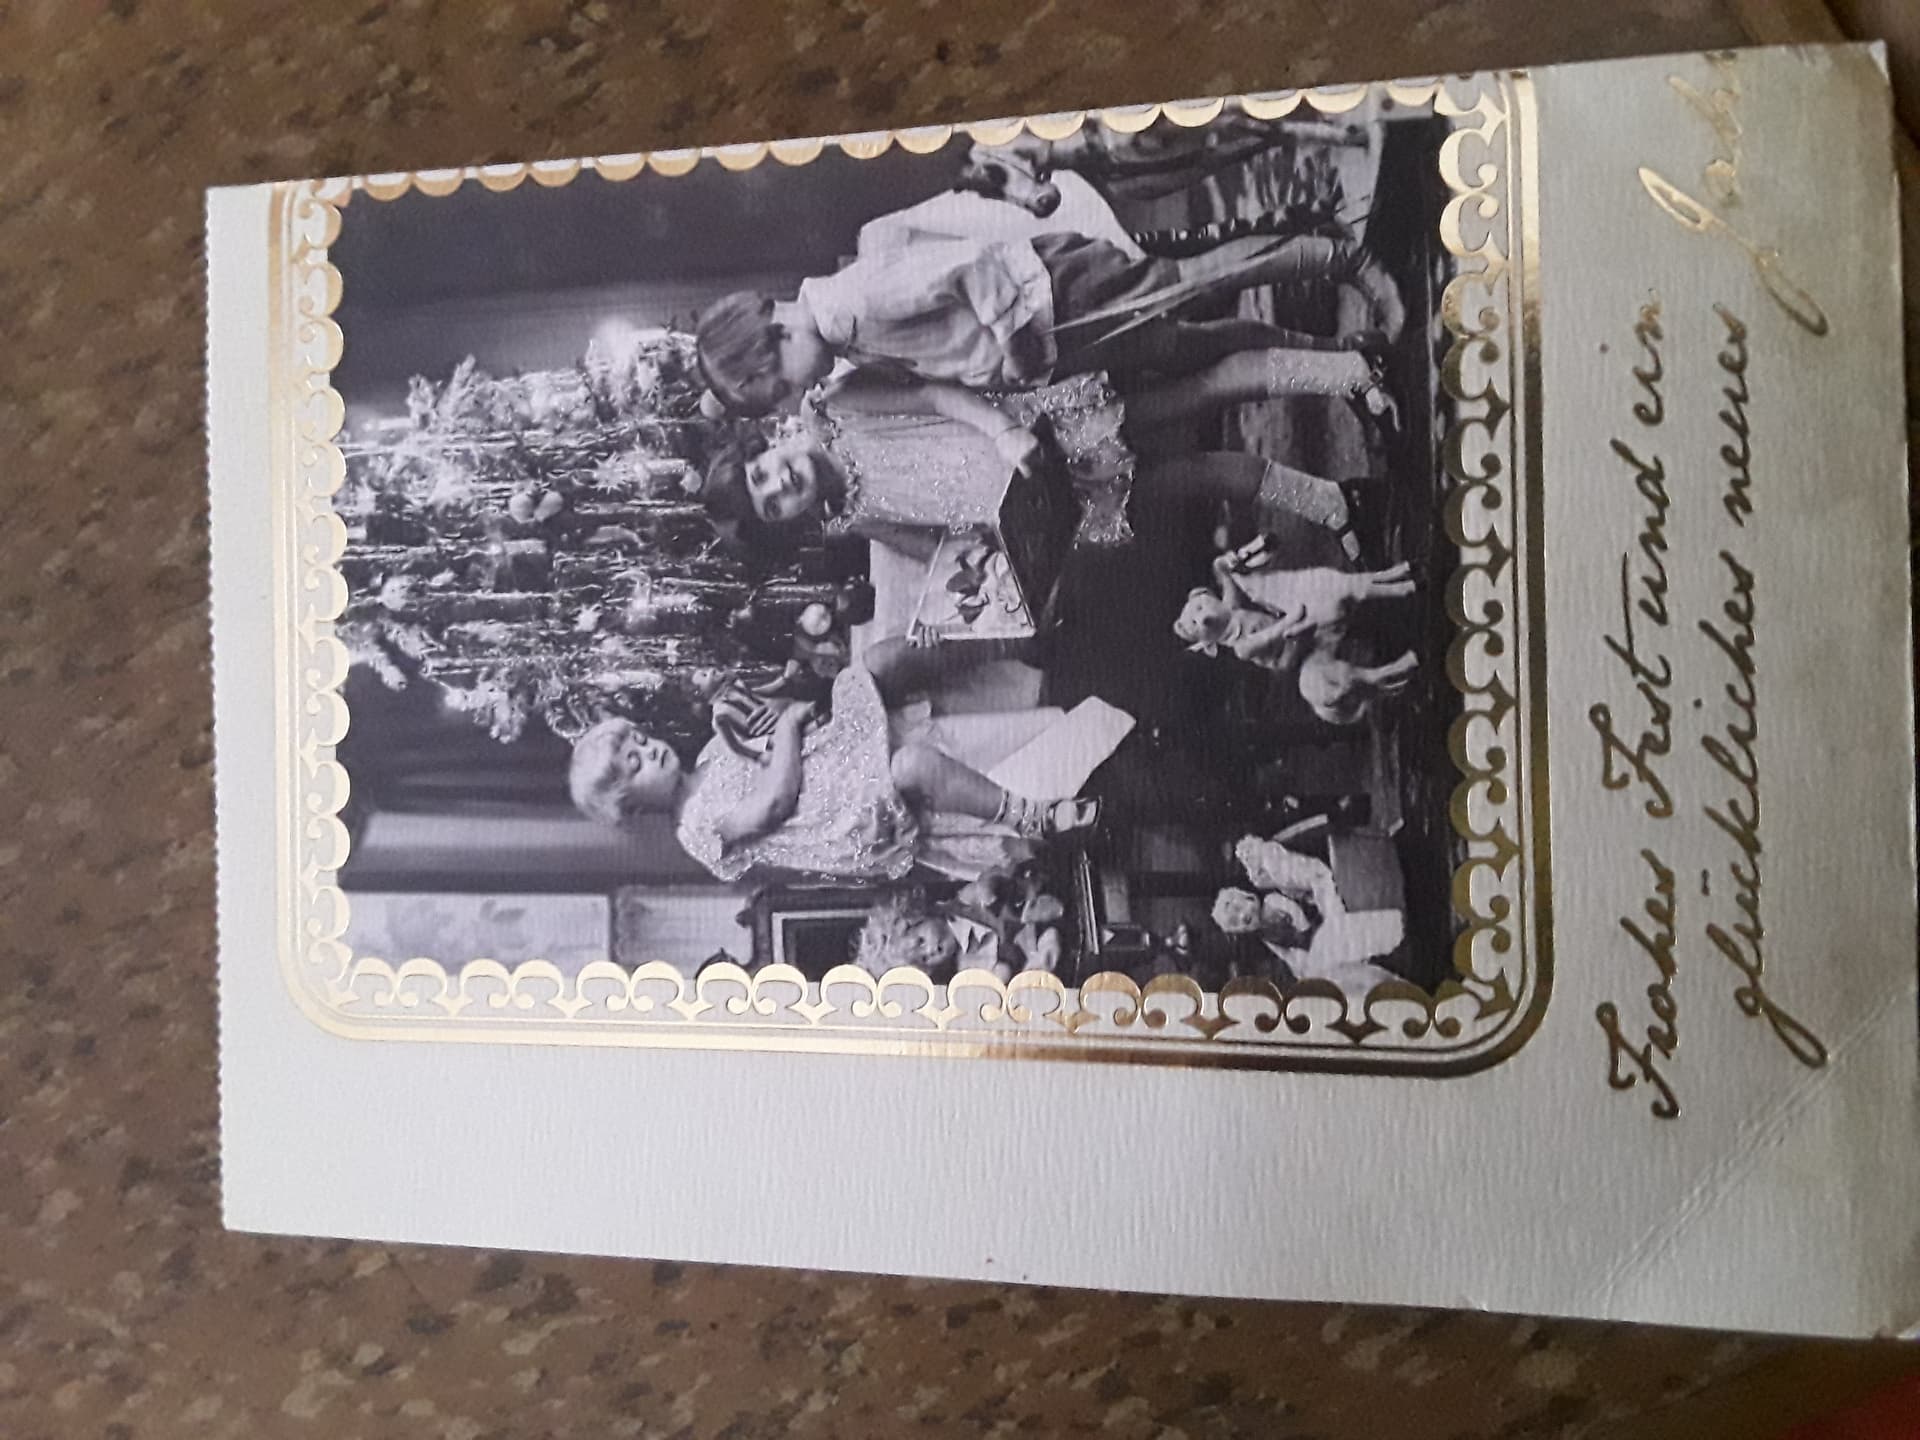 Frohes Fest und ein
glückliches neues Jahr